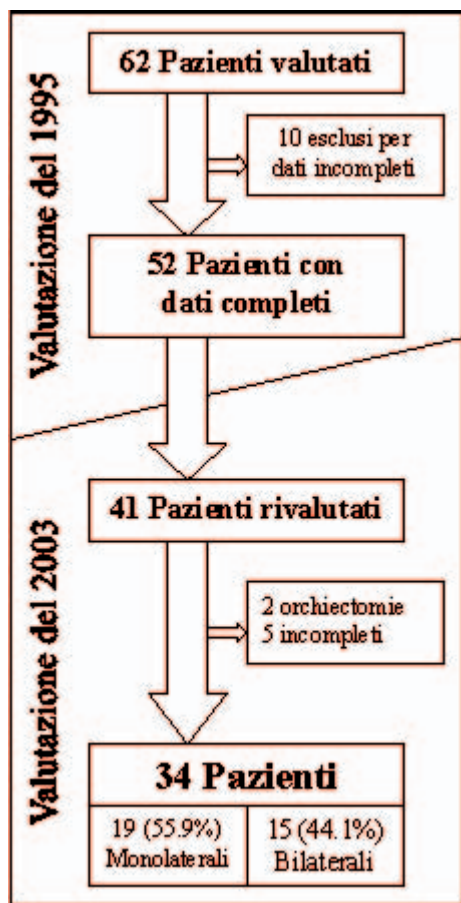 Valutazione del 1995
62 Pazienti valutati
10 esclusi per
dati incompleti
52 Pazienti con
dati completi
Valutazione del 2003
41 Pazienti rivalutati
2 orchiectomie
5 incompleti
34 Pazienti
19 (55.9%)
Monolaterali
15 (44.1%)
Bilaterali